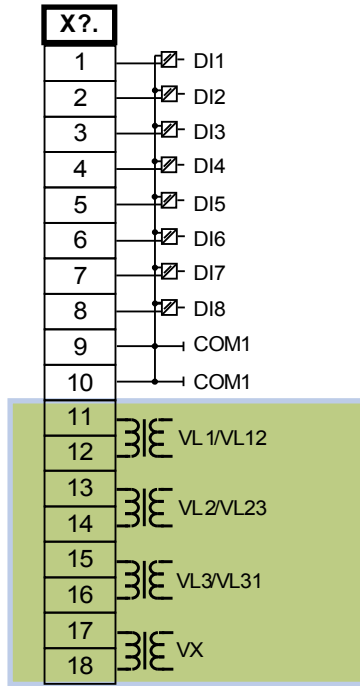 X?.
1 DI1
2 DI2
3 DI3
4 DI4
5 DI5
6 DI6
7 DI7
8 DI8
9 COM1
10 COM1
11
VL1/VL12
12
13
VL2/VL23
14
15
VL3/VL31
16
17
VX
18